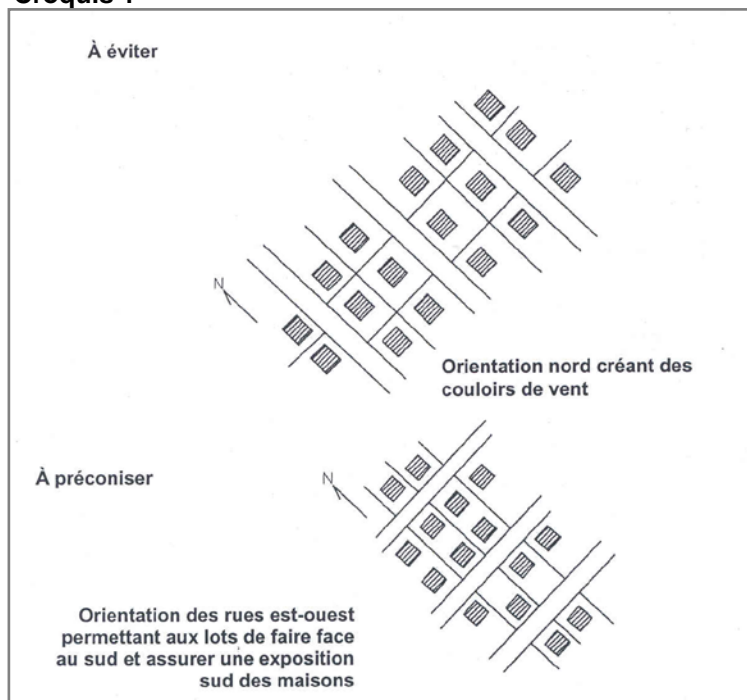 À éviter
N
Orientation nord créant des
couloirs de vent
À préconiser
N
Orientation des rues est-ouest
permettant aux lots de faire face
au sud et assurer une exposition
sud des maisons